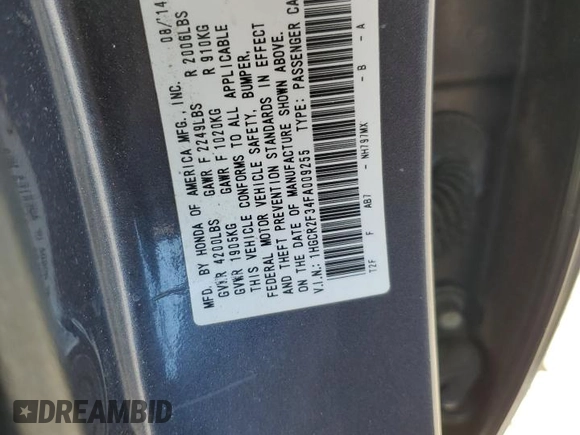 MFD. BY HONDA OF AMERICA MFG., INC. 08/14
GVWR 4200LBS GAWR F 2249LBS R 2006LBS
GVWR 1905KG GAWR F 1020KG R 910KG
THIS VEHICLE CONFORMS TO ALL APPLICABLE
FEDERAL MOTOR VEHICLE SAFETY, BUMPER,
AND THEFT PREVENTION STANDARDS IN EFFECT
ON THE DATE OF MANUFACTURE SHOWN ABOVE.
V.I.N.: 1HGCR2F34FA009255 TYPE: PASSENGER CA
T2F F AB7 - NH797MX - B - A
DREAMBID